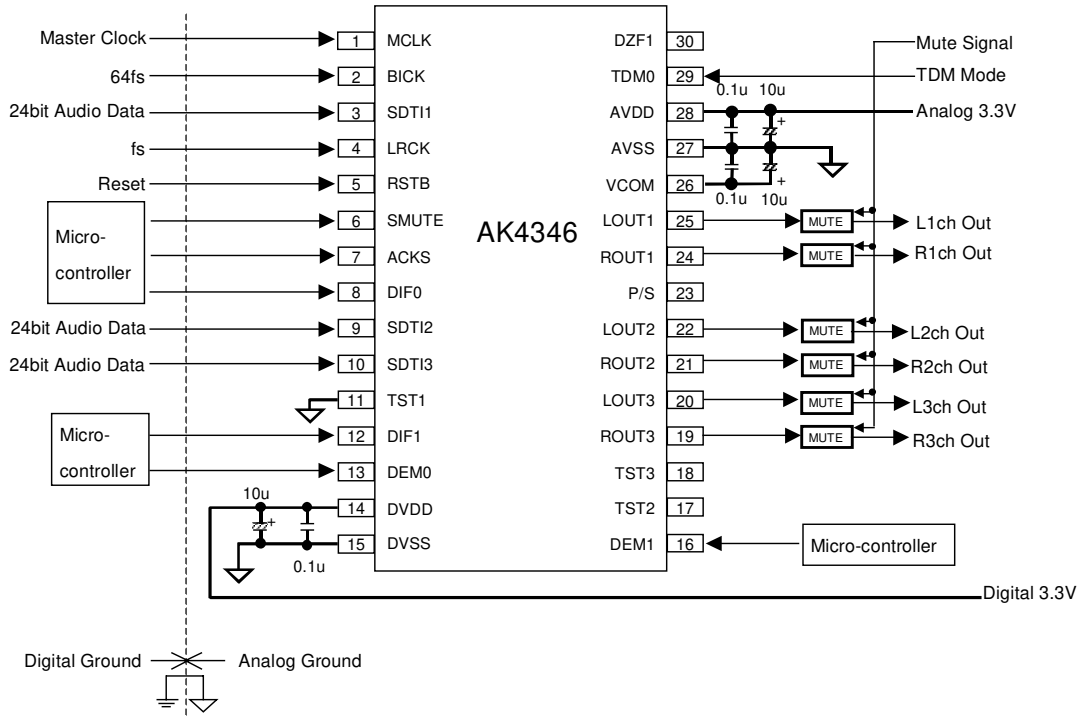 Master Clock 1 MCLK DZF1 30 Mute Signal
64fs 2 BICK TDM0 29 TDM Mode
0.1u 10u
24bit Audio Data 3 SDTI1 AVDD 28 + Analog 3.3V
fs 4 LRCK AVSS 27
Reset 5 RSTB VCOM 26 +
0.1u 10u
Micro-
controller
6 SMUTE AK4346 LOUT1 25 MUTE L1ch Out
7 ACKS ROUT1 24 MUTE R1ch Out
8 DIF0 P/S 23
24bit Audio Data 9 SDTI2 LOUT2 22 MUTE L2ch Out
24bit Audio Data 10 SDTI3 ROUT2 21 MUTE R2ch Out
11 TST1 LOUT3 20 MUTE L3ch Out
Micro-
controller
12 DIF1 ROUT3 19 MUTE R3ch Out
13 DEM0 TST3 18
10u
14 DVDD TST2 17
+
0.1u
15 DVSS DEM1 16 Micro-controller
Digital 3.3V
Digital Ground Analog Ground